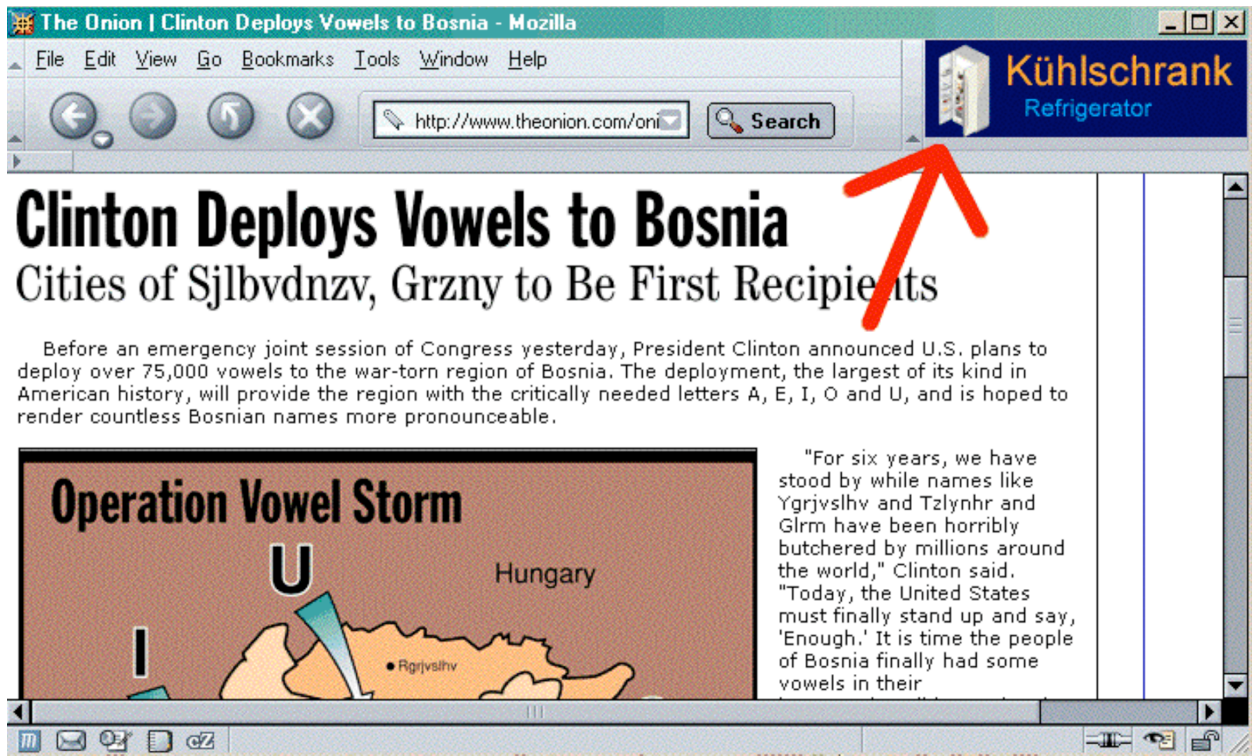 The Onion | Clinton Deploys Vowels to Bosnia - Mozilla
File Edit View Go Bookmarks Tools Window Help
Kühlschrank
Refrigerator
http://www.theonion.com/oni
Search
Clinton Deploys Vowels to Bosnia
Cities of Sjlbvdnzv, Grzny to Be First Recipients
Before an emergency joint session of Congress yesterday, President Clinton announced U.S. plans to
deploy over 75,000 vowels to the war-torn region of Bosnia. The deployment, the largest of its kind in
American history, will provide the region with the critically needed letters A, E, I, O and U, and is hoped to
render countless Bosnian names more pronounceable.
Operation Vowel Storm
U
Hungary
I
Rgrjvslhv
"For six years, we have
stood by while names like
Ygrjvslhv and Tzlynhr and
Glrm have been horribly
butchered by millions around
the world," Clinton said.
"Today, the United States
must finally stand up and say,
'Enough.' It is time the people
of Bosnia finally had some
vowels in their
m
cZ